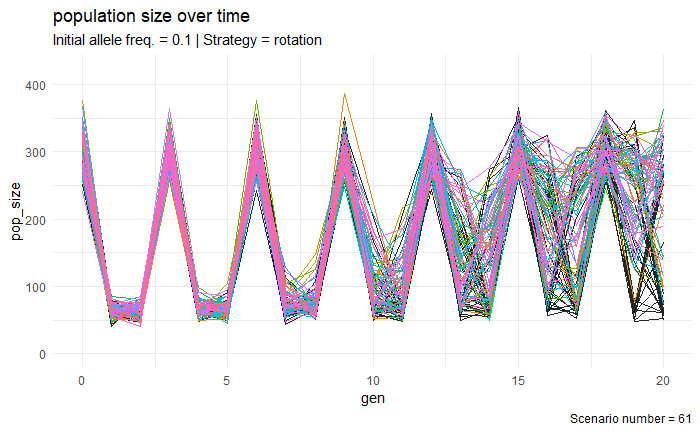 population size over time
Initial allele freq. = 0.1 | Strategy = rotation
pop_size
400
300
200
100
0
0 5 10 15 20
gen
Scenario number = 61